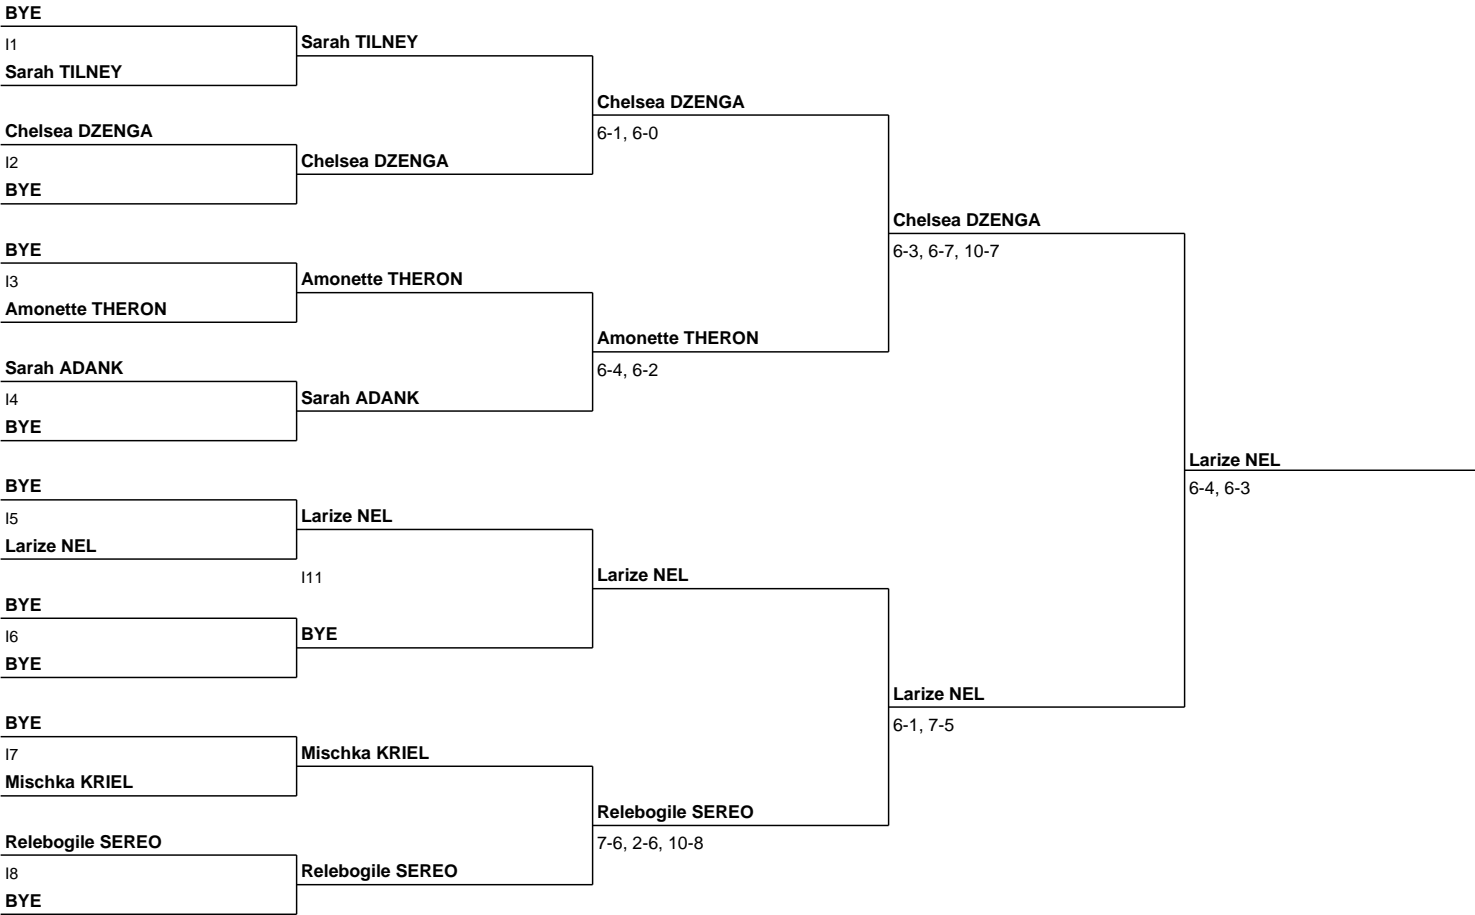 BYE
I1
Sarah TILNEY
Chelsea DZENGA
I2
BYE
BYE
I3
Amonette THERON
Sarah ADANK
I4
BYE
BYE
I5
Larize NEL
BYE
I6
BYE
BYE
I7
Mischka KRIEL
Relebogile SEREO
I8
BYE
Sarah TILNEY
Chelsea DZENGA
Amonette THERON
Sarah ADANK
Larize NEL
I11
BYE
Mischka KRIEL
Relebogile SEREO
Chelsea DZENGA
6-1, 6-0
Amonette THERON
6-4, 6-2
Larize NEL
Relebogile SEREO
7-6, 2-6, 10-8
Chelsea DZENGA
6-3, 6-7, 10-7
Larize NEL
6-1, 7-5
Larize NEL
6-4, 6-3